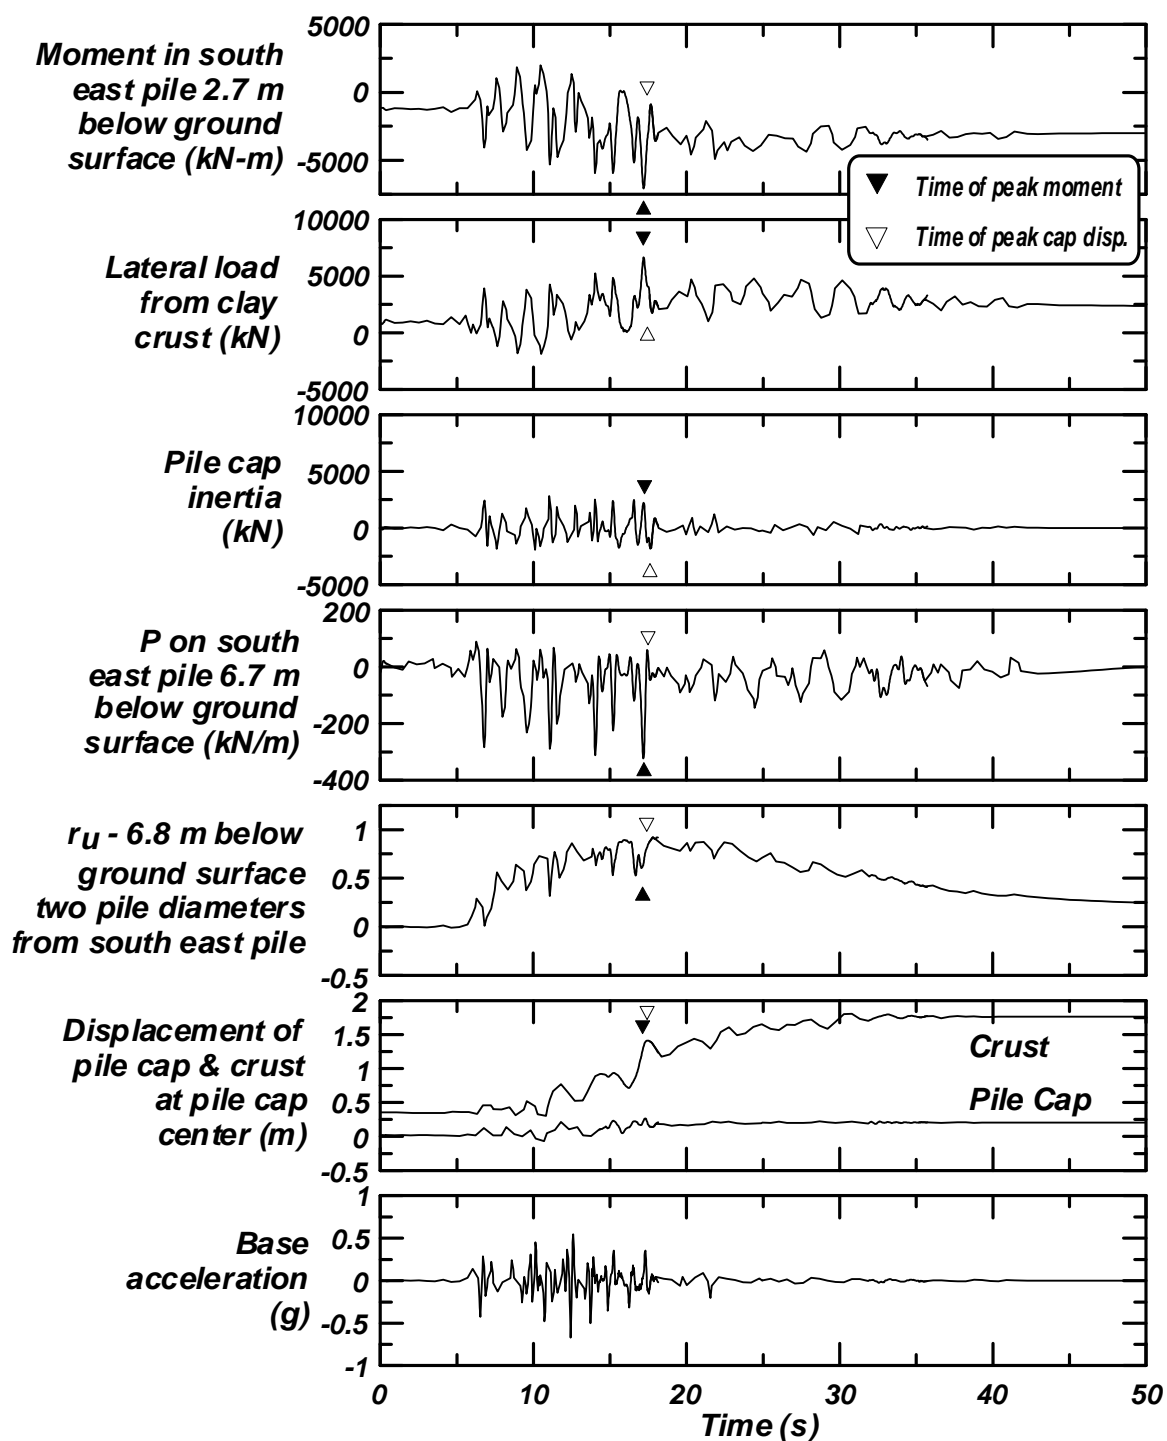 Moment in south
east pile 2.7 m
below ground
surface (kN-m)
5000
0
-5000
Time of peak moment
Time of peak cap disp.
Lateral load
from clay
crust (kN)
10000
5000
0
-5000
Pile cap
inertia
(kN)
10000
5000
0
-5000
P on south
east pile 6.7 m
below ground
surface (kN/m)
200
0
-200
-400
ru - 6.8 m below
ground surface
two pile diameters
from south east pile
1
0.5
0
-0.5
Displacement of
pile cap & crust
at pile cap
center (m)
2
1.5
1
0.5
0
-0.5
Crust
Pile Cap
Base
acceleration
(g)
1
0.5
0
-0.5
-1
0 10 20 30 40 50
Time (s)